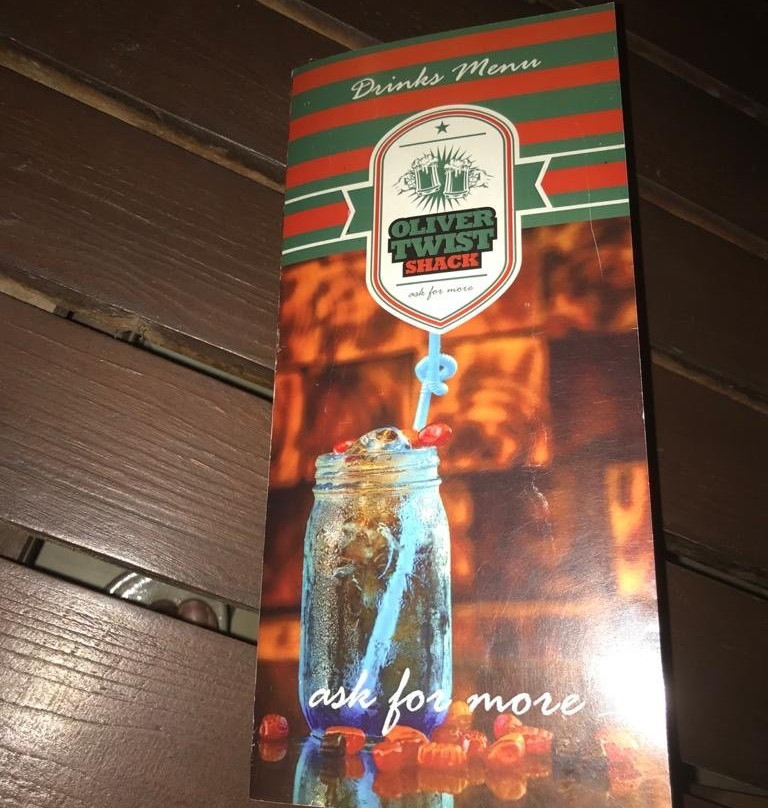 Drinks Menu
OLIVER
TWIST
SHACK
ask for more
ask for more